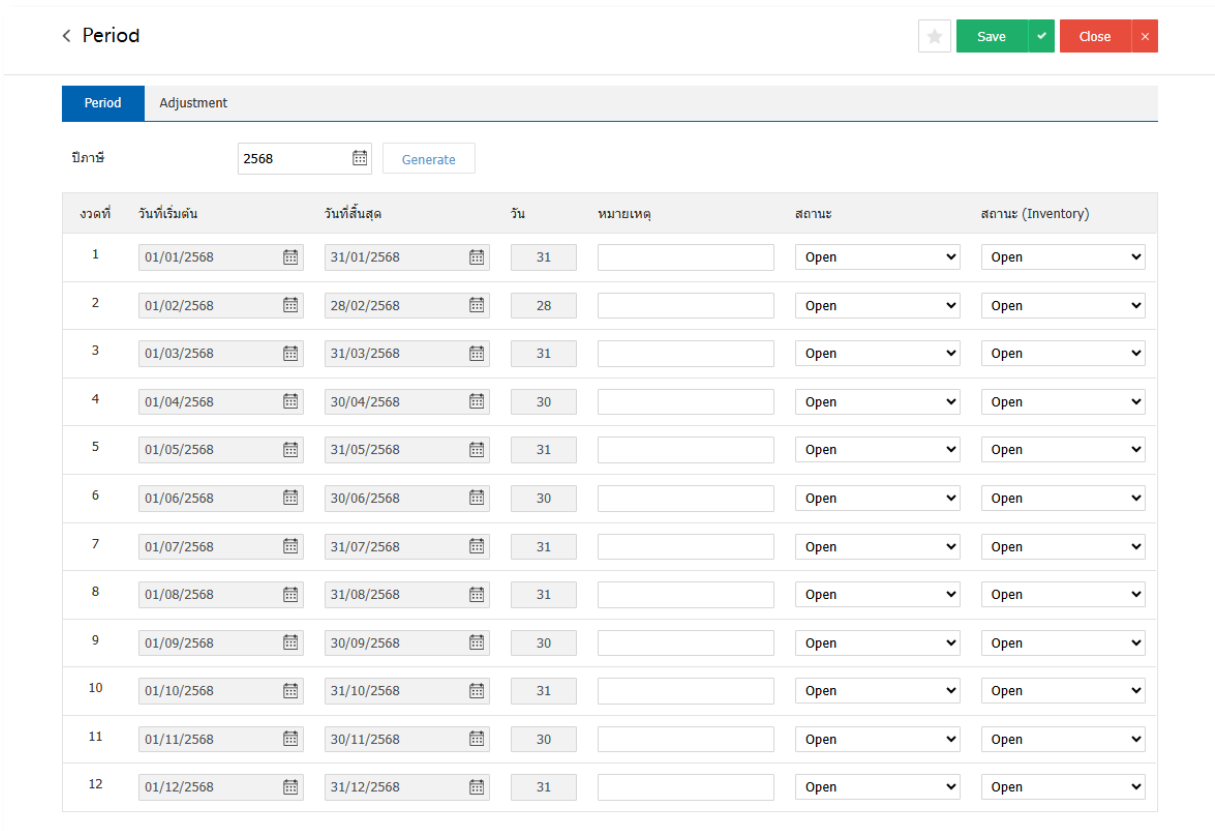 Period
Save
Close
Period Adjustment
ปีภาษี 2568 Generate
งวดที่ วันที่เริ่มต้น วันที่สิ้นสุด วัน หมายเหตุ สถานะ สถานะ (Inventory)
1 01/01/2568 31/01/2568 31 Open Open
2 01/02/2568 28/02/2568 28 Open Open
3 01/03/2568 31/03/2568 31 Open Open
4 01/04/2568 30/04/2568 30 Open Open
5 01/05/2568 31/05/2568 31 Open Open
6 01/06/2568 30/06/2568 30 Open Open
7 01/07/2568 31/07/2568 31 Open Open
8 01/08/2568 31/08/2568 31 Open Open
9 01/09/2568 30/09/2568 30 Open Open
10 01/10/2568 31/10/2568 31 Open Open
11 01/11/2568 30/11/2568 30 Open Open
12 01/12/2568 31/12/2568 31 Open Open